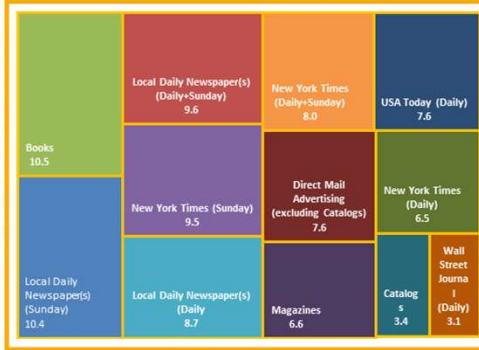 Books
10.5
Local Daily
Newspaper(s)
(Sunday)
10.4
Local Daily Newspaper(s)
(Daily+Sunday)
9.6
New York Times (Sunday)
9.5
Local Daily Newspaper(s)
(Daily
8.7
New York Times
(Daily+Sunday)
8.0
Direct Mail
Advertising
(excluding Catalogs)
7.6
Magazines
6.6
USA Today (Daily)
7.6
New York Times
(Daily)
6.5
Catalog
s
3.4
Wall
Street
Journa
l
(Daily)
3.1